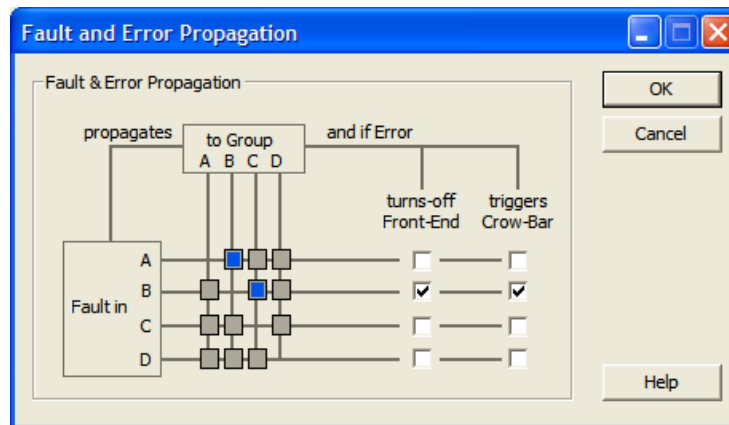 Fault and Error Propagation
Fault & Error Propagation
OK
Cancel
propagates
to Group
A B C D
and if Error
turns-off
Front-End
triggers
Crow-Bar
Fault in
A
B
C
D
Help